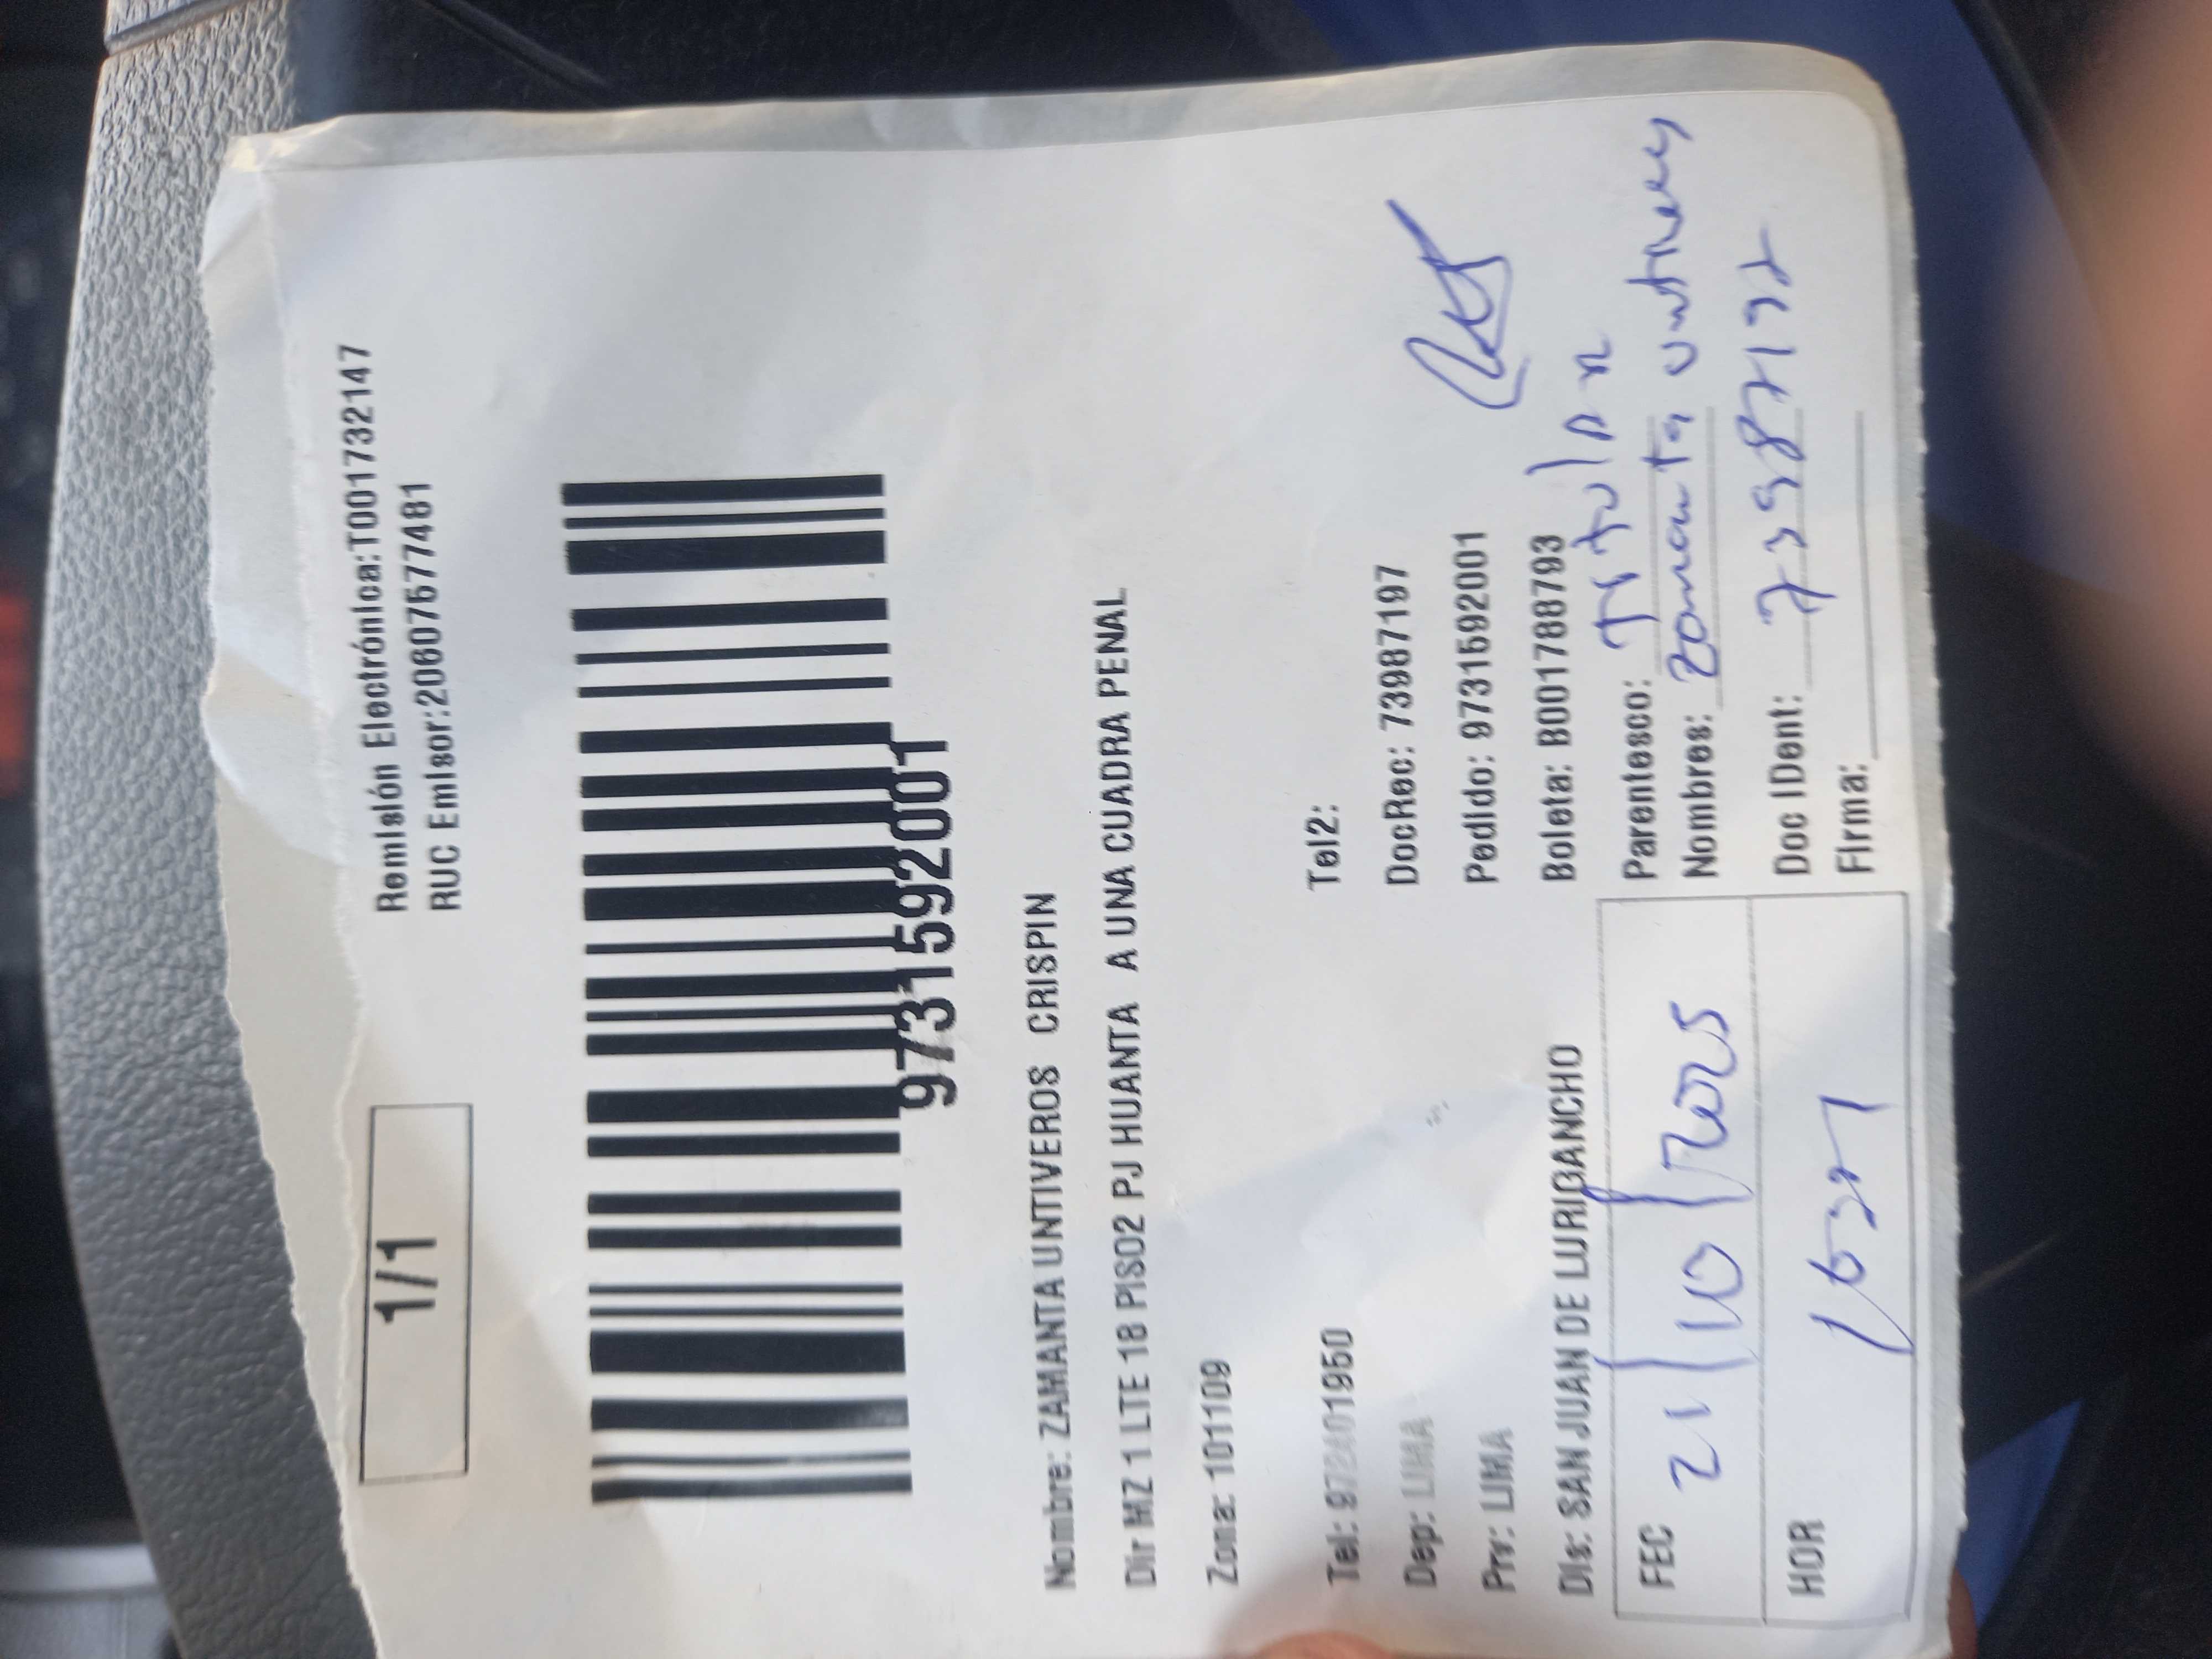 1/1
Remisión Electrónica:T001732147
RUC Emisor:20607577481
9731592001
Nombre: ZAMANTA UNTIVEROS CRISPIN
Dir MZ 1 LTE 18 PISO2 PJ HUANTA A UNA CUADRA PENAL
Zona: 101109
Tel: 972401950
Tel2:
Dep: LIMA
DocRec: 73987197
Prv: LIMA
Pedido: 9731592001
Dis: SAN JUAN DE LURIGANCHO
Boleta: B001788793
FEC 21/10/2025
Parentesco: Titular
Nombres: Zamanta
HOR
Doc IDent:
Firma: